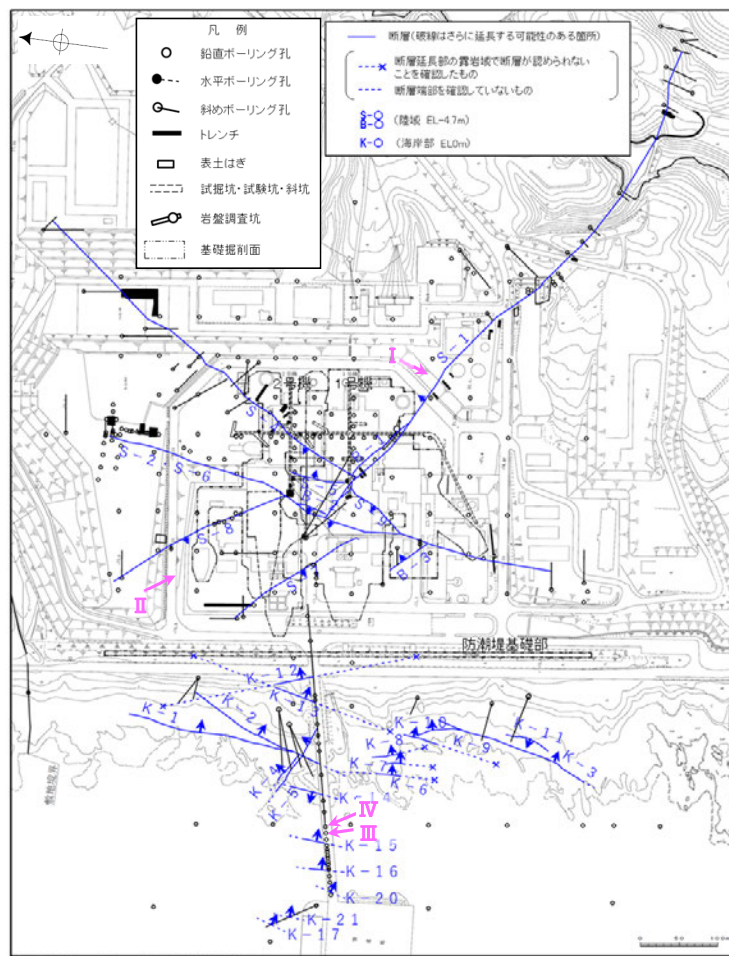 凡 例
鉛直ボーリング孔
水平ボーリング孔
斜めボーリング孔
トレンチ
表土はぎ
試掘坑・試験坑・斜坑
岩盤調査坑
基礎掘削面
断層(破線はさらに延長する可能性のある箇所)
断層延長部の露岩域で断層が認められない
ことを確認したもの
断層端部を確認していないもの
S-○
B-○
(陸域 EL-4.7m)
K-○
(海岸部 EL0m)
I
S-1
2号機
1号機
S-4
B-1
S-2・S-6
S-9
S-8
B-3
II
S-7
防潮堤基礎部
K-12
K-1
K-2
K-10
K-11
K-8
K-9
K-3
K-7
K-6
K-4
K-5
K-14
IV
III
K-15
K-16
K-20
K-21
K-17
0 50 100m